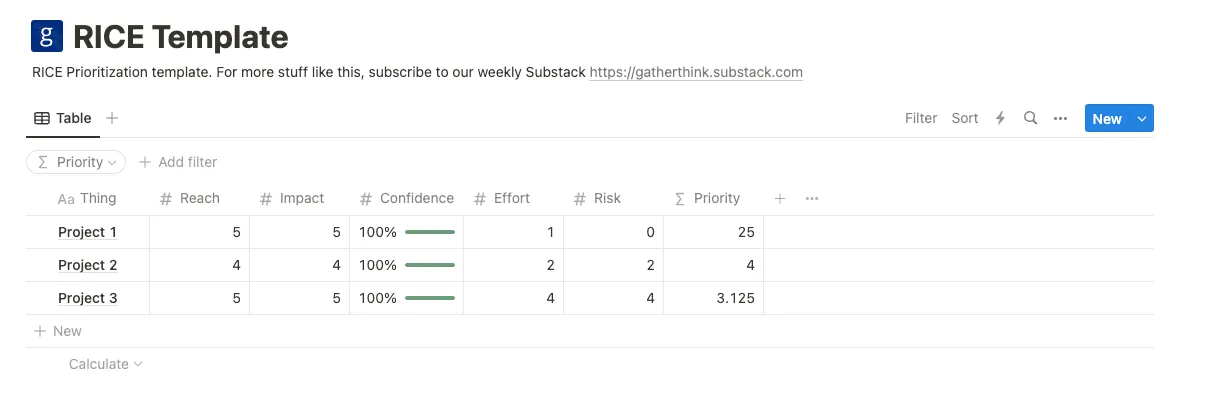 g RICE Template
RICE Prioritization template. For more stuff like this, subscribe to our weekly Substack https://gatherthink.substack.com
Table + Filter Sort New
Σ Priority + Add filter
Aa Thing # Reach # Impact # Confidence # Effort # Risk Σ Priority + ...
Project 1 5 5 100% 1 0 25
Project 2 4 4 100% 2 2 4
Project 3 5 5 100% 4 4 3.125
+ New
Calculate